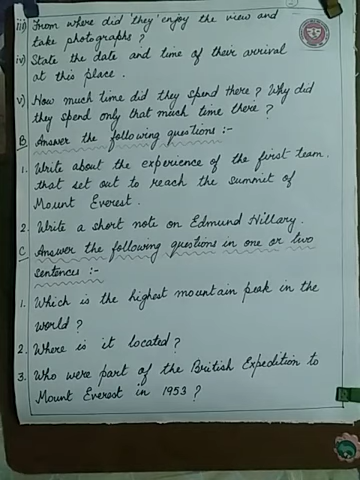 iii) From where did 'they' enjoy the view and
take photographs?
iv) State the date and time of their arrival
at this place.
v) How much time did they spend there? Why did
they spend only that much time there?
B Answer the following questions:-
1. Write about the experience of the first team
that set out to reach the summit of
Mount Everest.
2. Write a short note on Edmund Hillary.
C Answer the following questions in one or two
sentences:-
1. Which is the highest mountain peak in the
world?
2. Where is it located?
3. Who were part of the British Expedition to
Mount Everest in 1953?